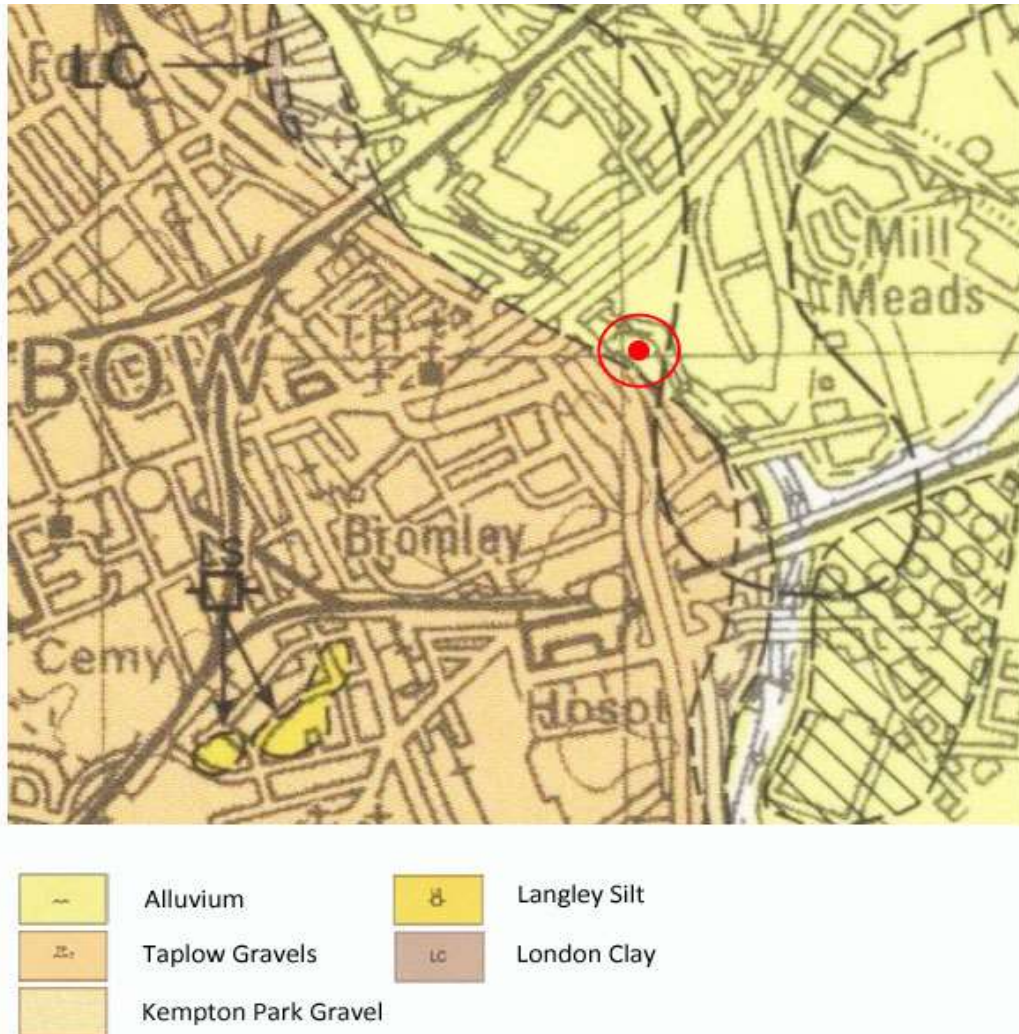 LC
Mill
Meads
BOW
Bromley
LS
Cemy
Hospl
Alluvium
Langley Silt
Taplow Gravels
LC
London Clay
Kempton Park Gravel